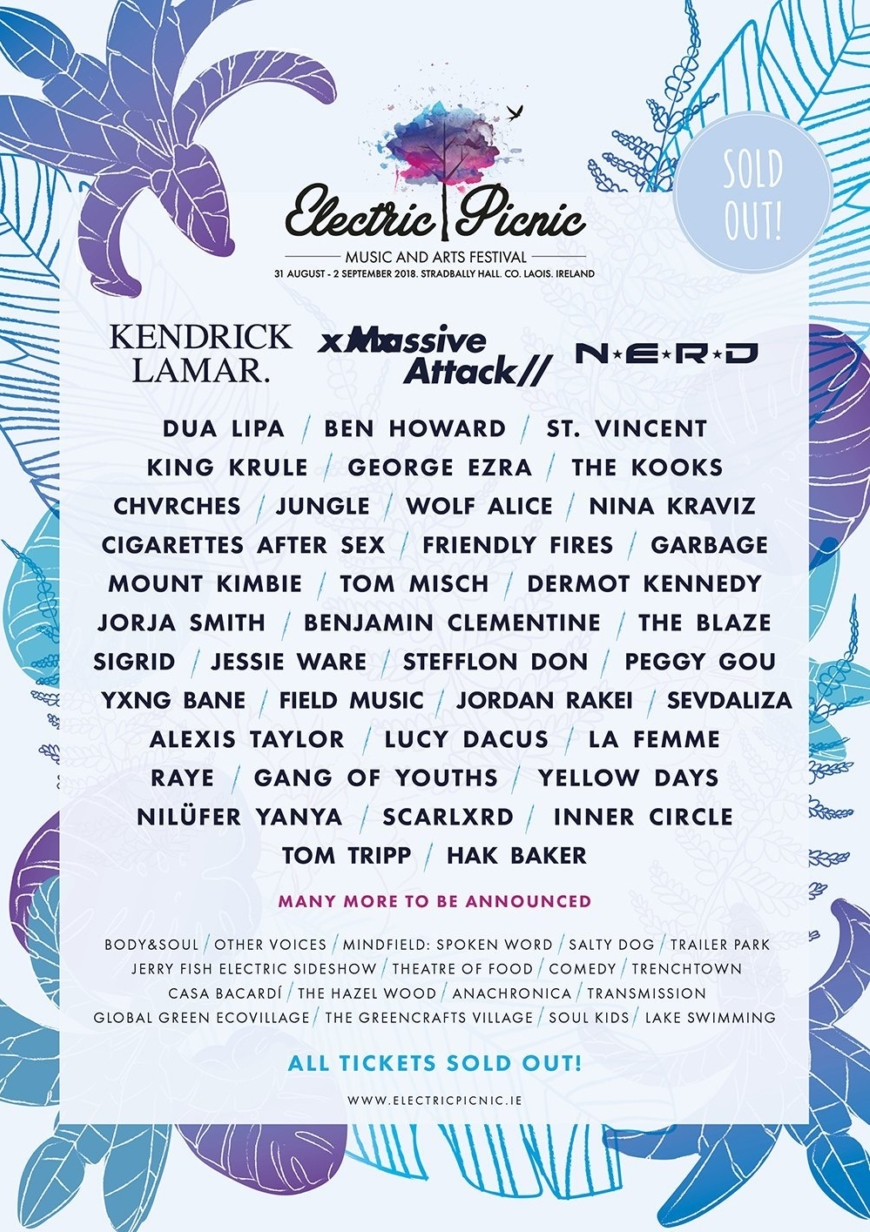 SOLD
OUT!
Electric Picnic
MUSIC AND ARTS FESTIVAL
31 AUGUST - 2 SEPTEMBER 2018. STRADBALLY HALL. CO. LAOIS. IRELAND
KENDRICK
LAMAR.
xMassive
Attack//
N★E★R★D
DUA LIPA / BEN HOWARD / ST. VINCENT
KING KRULE / GEORGE EZRA / THE KOOKS
CHVRCHES / JUNGLE / WOLF ALICE / NINA KRAVIZ
CIGARETTES AFTER SEX / FRIENDLY FIRES / GARBAGE
MOUNT KIMBIE / TOM MISCH / DERMOT KENNEDY
JORJA SMITH / BENJAMIN CLEMENTINE / THE BLAZE
SIGRID / JESSIE WARE / STEFFLON DON / PEGGY GOU
YXNG BANE / FIELD MUSIC / JORDAN RAKEI / SEVDALIZA
ALEXIS TAYLOR / LUCY DACUS / LA FEMME
RAYE / GANG OF YOUTHS / YELLOW DAYS
NILÜFER YANYA / SCARLXRD / INNER CIRCLE
TOM TRIPP / HAK BAKER
MANY MORE TO BE ANNOUNCED
BODY&SOUL / OTHER VOICES / MINDFIELD: SPOKEN WORD / SALTY DOG / TRAILER PARK
JERRY FISH ELECTRIC SIDESHOW / THEATRE OF FOOD / COMEDY / TRENCHTOWN
CASA BACARDÍ / THE HAZEL WOOD / ANACHRONICA / TRANSMISSION
GLOBAL GREEN ECOVILLAGE / THE GREENCRAFTS VILLAGE / SOUL KIDS / LAKE SWIMMING
ALL TICKETS SOLD OUT!
WWW.ELECTRICPICNIC.IE